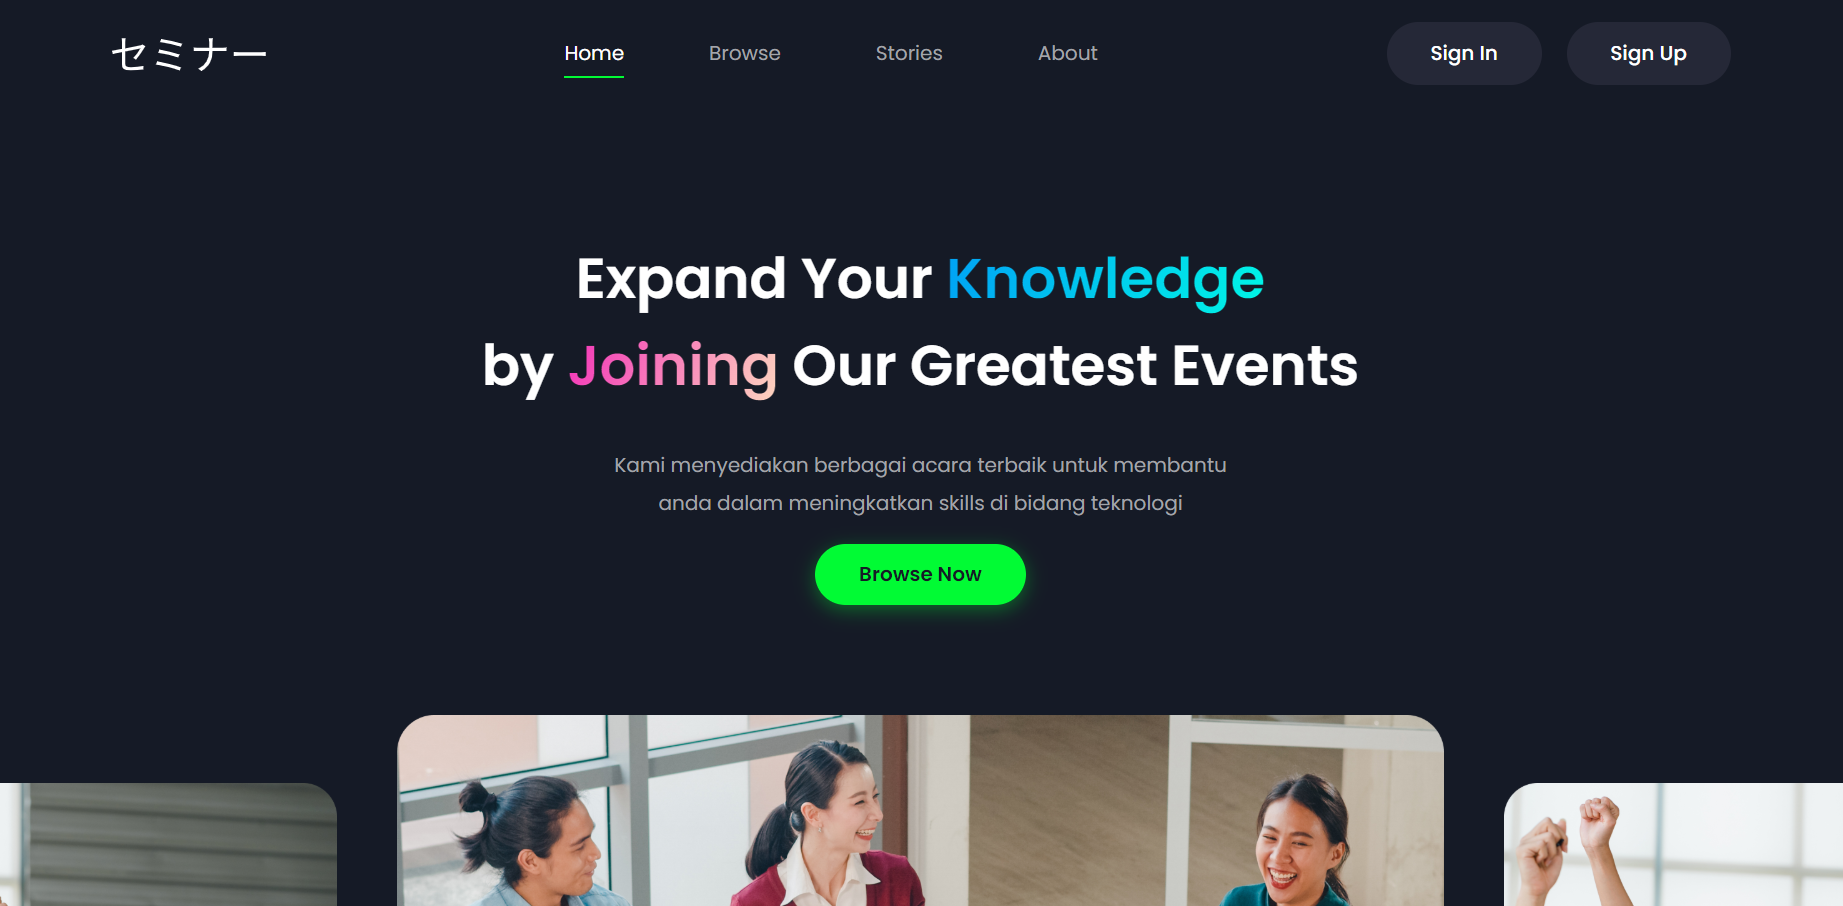 セミナー
Home Browse Stories About
Sign In Sign Up
Expand Your Knowledge
by Joining Our Greatest Events
Kami menyediakan berbagai acara terbaik untuk membantu
anda dalam meningkatkan skills di bidang teknologi
Browse Now